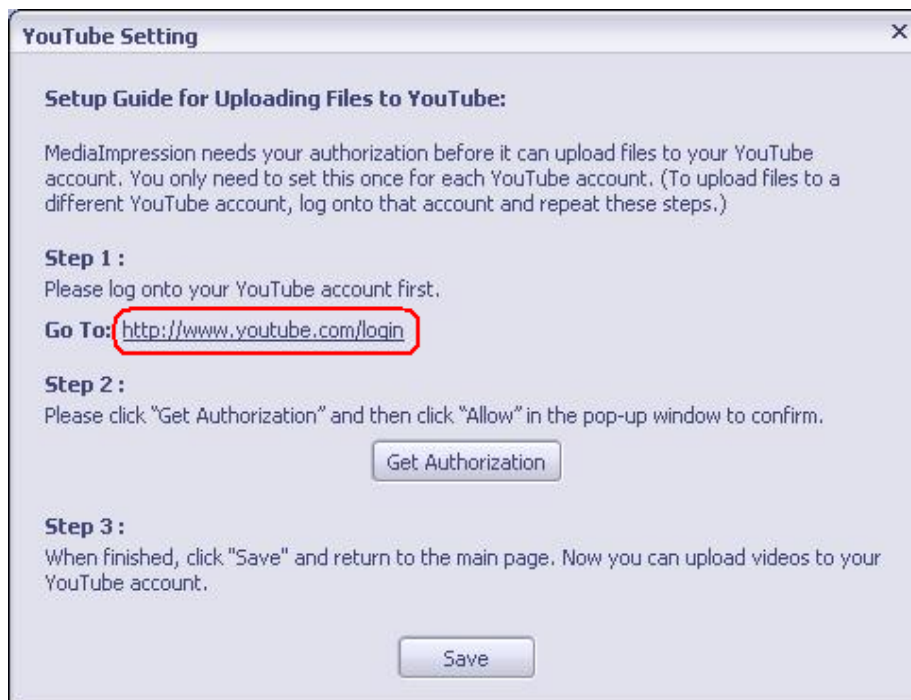 YouTube Setting
Setup Guide for Uploading Files to YouTube:
MediaImpression needs your authorization before it can upload files to your YouTube
account. You only need to set this once for each YouTube account. (To upload files to a
different YouTube account, log onto that account and repeat these steps.)
Step 1 :
Please log onto your YouTube account first.
Go To: http://www.youtube.com/login
Step 2 :
Please click "Get Authorization" and then click "Allow" in the pop-up window to confirm.
Get Authorization
Step 3 :
When finished, click "Save" and return to the main page. Now you can upload videos to your
YouTube account.
Save